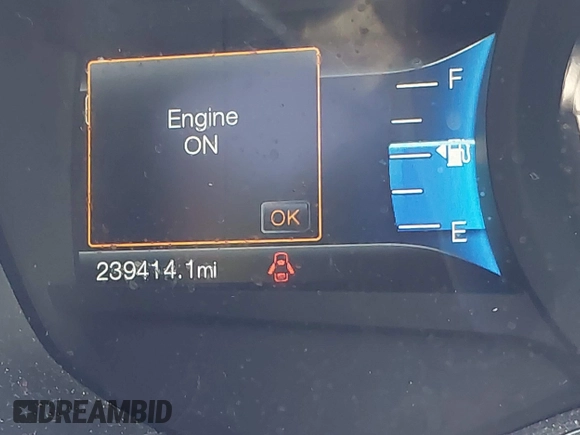 F
Engine
ON
OK
E
239414.1mi
DREAMBID